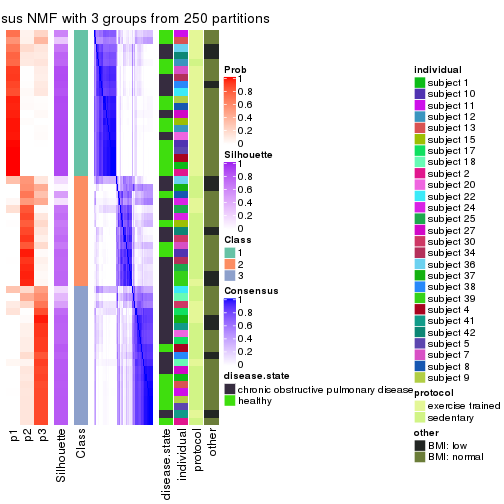 sus NMF with 3 groups from 250 partitions
Prob
1
0.8
0.6
0.4
0.2
0
Silhouette
1
0.8
0.6
0.4
0.2
0
Class
1
2
3
Consensus
1
0.8
0.6
0.4
0.2
0
disease.state
chronic obstructive pulmonary disease
healthy
individual
subject 1
subject 10
subject 11
subject 12
subject 13
subject 15
subject 17
subject 18
subject 2
subject 20
subject 22
subject 24
subject 25
subject 27
subject 30
subject 34
subject 36
subject 37
subject 38
subject 39
subject 4
subject 41
subject 42
subject 5
subject 7
subject 8
subject 9
protocol
exercise trained
sedentary
other
BMI: low
BMI: normal
p1
p2
p3
Silhouette
Class
disease.state
individual
protocol
other